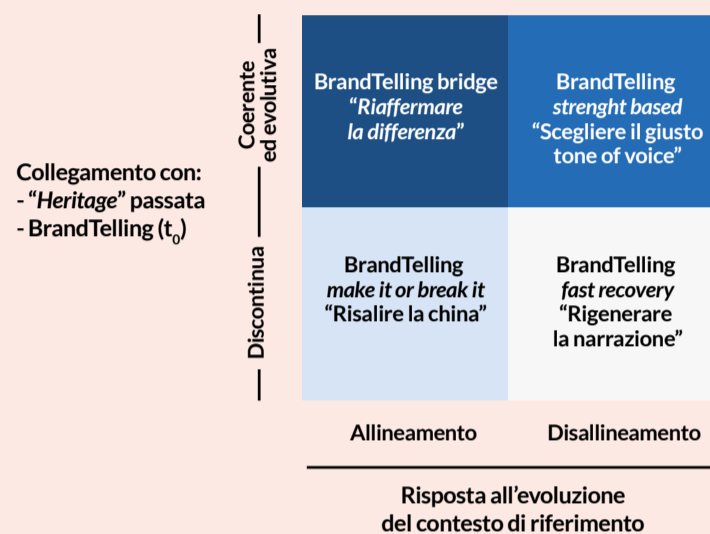 Collegamento con:
- “Heritage” passata
- BrandTelling (t0)
Coerente
ed evolutiva
Discontinua
BrandTelling bridge
“Riaffermare
la differenza”
BrandTelling
strenght based
“Scegliere il giusto
tone of voice”
BrandTelling
make it or break it
“Risalire la china”
BrandTelling
fast recovery
“Rigenerare
la narrazione”
Allineamento
Disallineamento
Risposta all’evoluzione
del contesto di riferimento